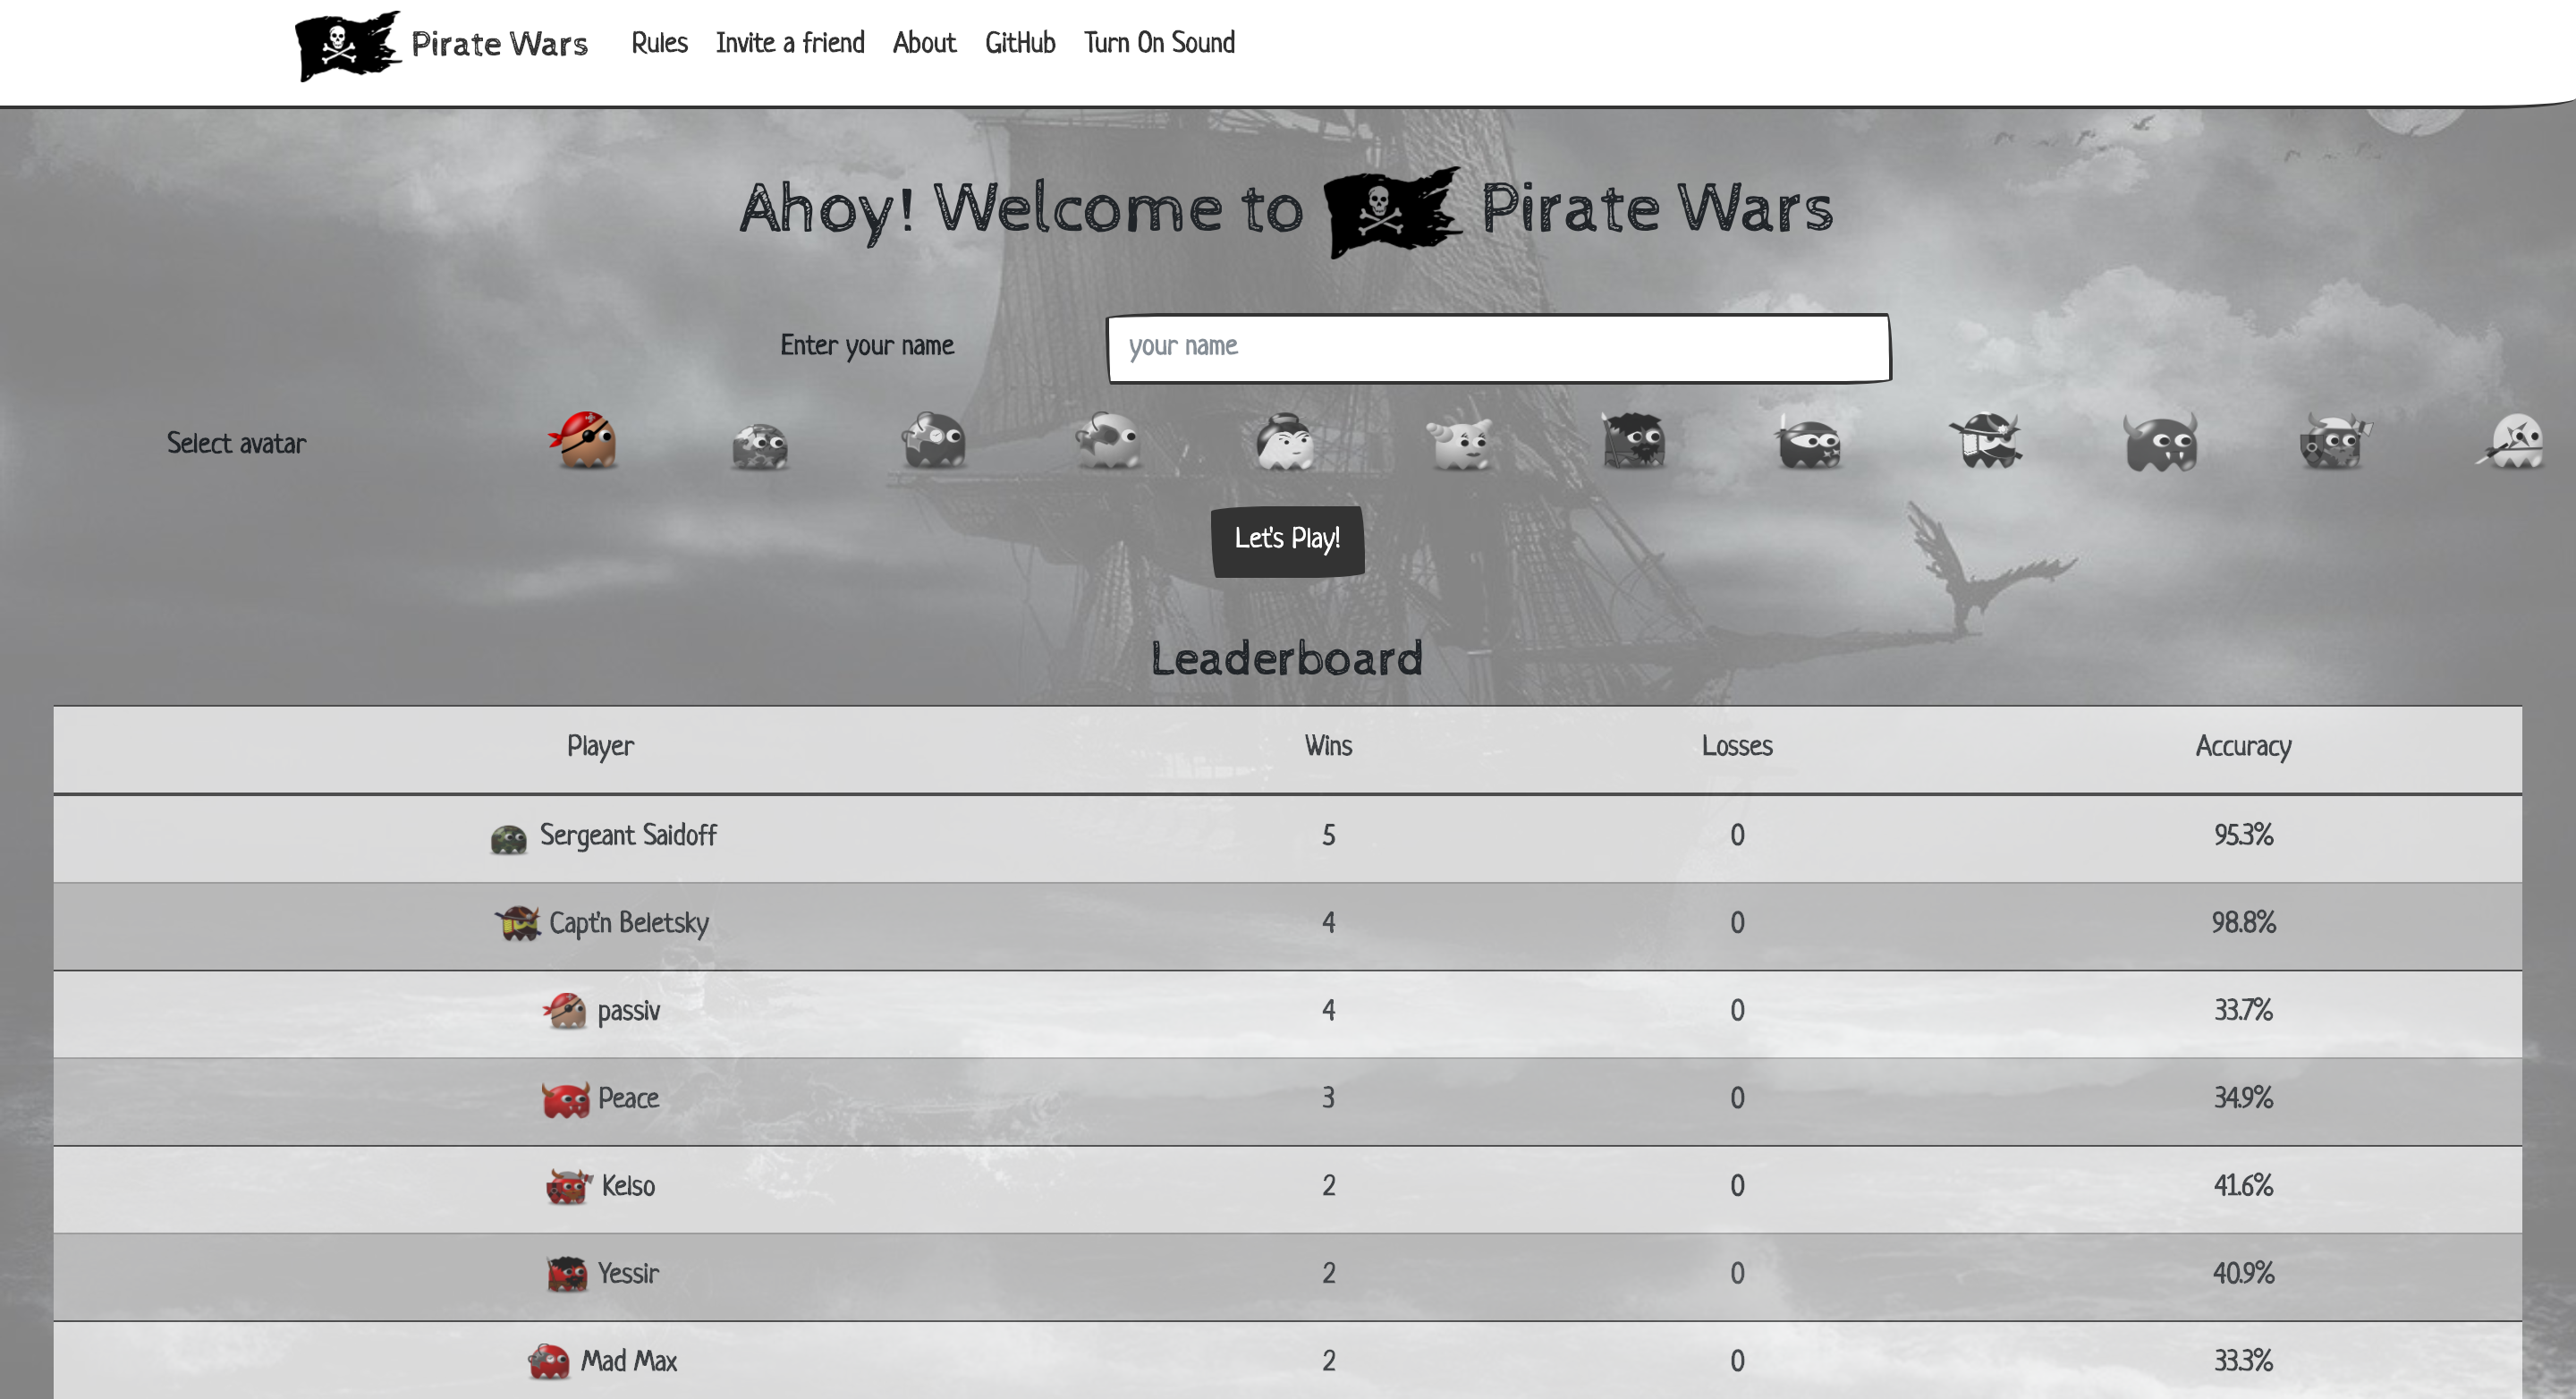 Pirate Wars Rules Invite a friend About GitHub Turn On Sound
Ahoy! Welcome to Pirate Wars
Enter your name your name
Select avatar
Let's Play!
Leaderboard
Player Wins Losses Accuracy
Sergeant Saidoff 5 0 95.3%
Capt'n Beletsky 4 0 98.8%
passiv 4 0 33.7%
Peace 3 0 34.9%
Kelso 2 0 41.6%
Yessir 2 0 40.9%
Mad Max 2 0 33.3%